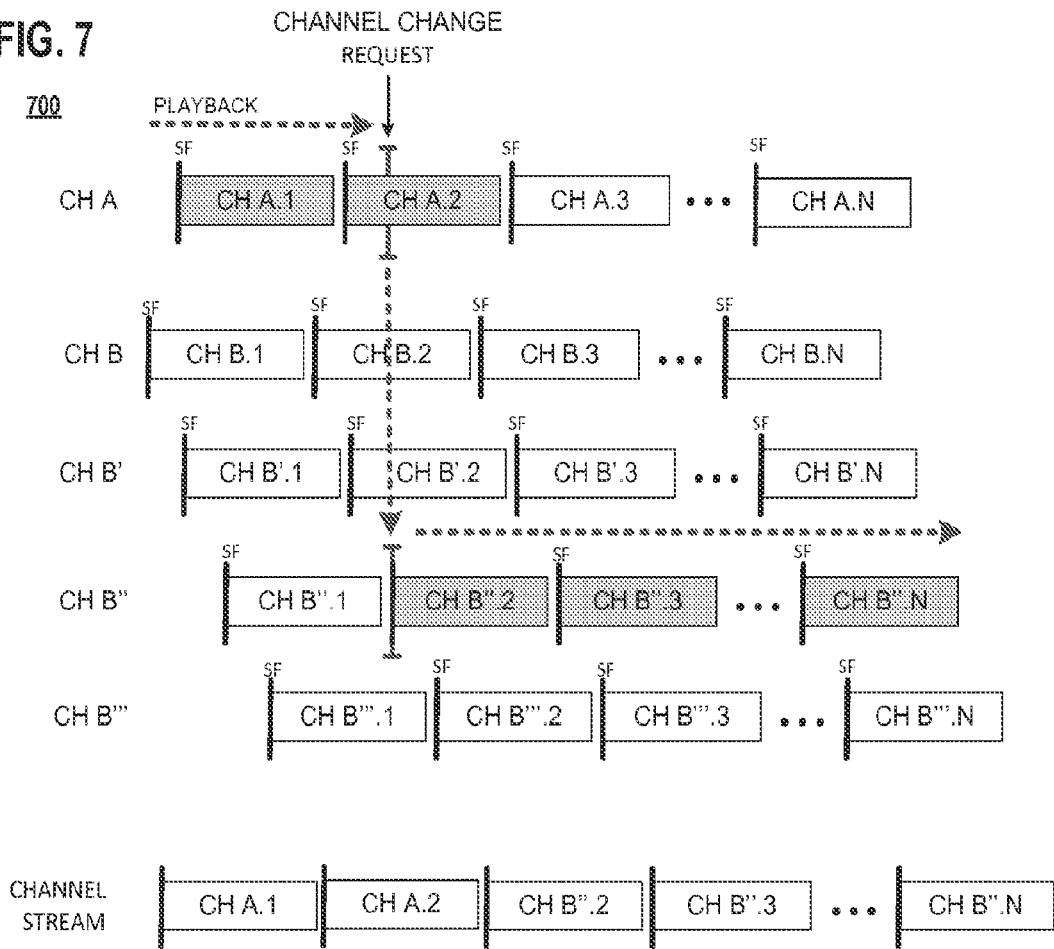 FIG. 7
CHANNEL CHANGE
REQUEST
700
PLAYBACK
SF SF SF SF
CH A CH A.1 CH A.2 CH A.3 ••• CH A.N
SF SF SF SF
CH B CH B.1 CH B.2 CH B.3 ••• CH B.N
SF SF SF SF
CH B' CH B'.1 CH B'.2 CH B'.3 ••• CH B'.N
SF SF SF
CH B" CH B".1 CH B".2 CH B".3 ••• CH B".N
SF SF SF SF
CH B"' CH B"'.1 CH B"'.2 CH B"'.3 ••• CH B"'.N
CHANNEL
STREAM
CH A.1 CH A.2 CH B".2 CH B".3 ••• CH B".N